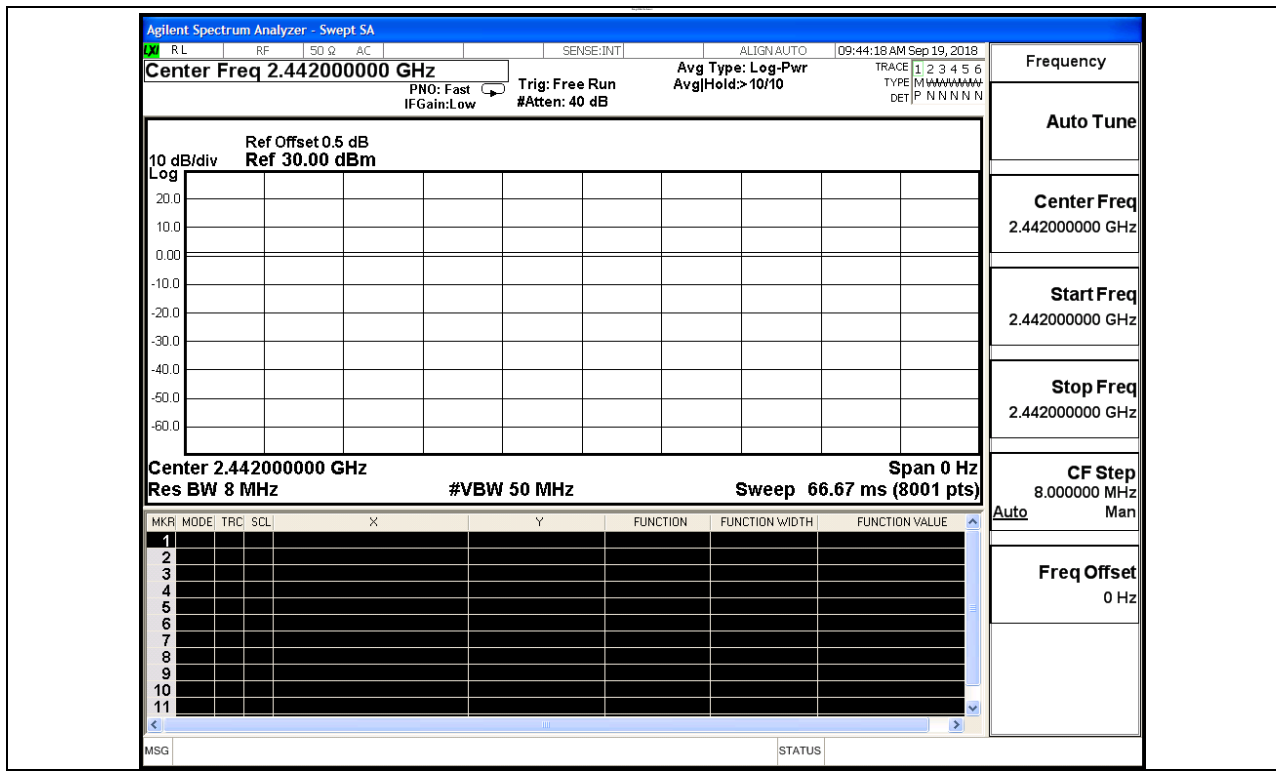 Agilent Spectrum Analyzer - Swept SA
LXI RL RF 50 Ω AC SENSE:INT ALIGN AUTO 09:44:18 AM Sep 19, 2018
Center Freq 2.442000000 GHz
PNO: Fast
IFGain:Low
Trig: Free Run
#Atten: 40 dB
Avg Type: Log-Pwr
Avg|Hold:> 10/10
TRACE 1 2 3 4 5 6
TYPE MWWWWW
DET P N N N N N
Ref Offset 0.5 dB
10 dB/div Ref 30.00 dBm
Log
20.0
10.0
0.00
-10.0
-20.0
-30.0
-40.0
-50.0
-60.0
Center 2.442000000 GHz Span 0 Hz
Res BW 8 MHz #VBW 50 MHz Sweep 66.67 ms (8001 pts)
MKR MODE TRC SCL X Y FUNCTION FUNCTION WIDTH FUNCTION VALUE
1
2
3
4
5
6
7
8
9
10
11
MSG STATUS
Frequency
Auto Tune
Center Freq
2.442000000 GHz
Start Freq
2.442000000 GHz
Stop Freq
2.442000000 GHz
CF Step
8.000000 MHz
Auto Man
Freq Offset
0 Hz